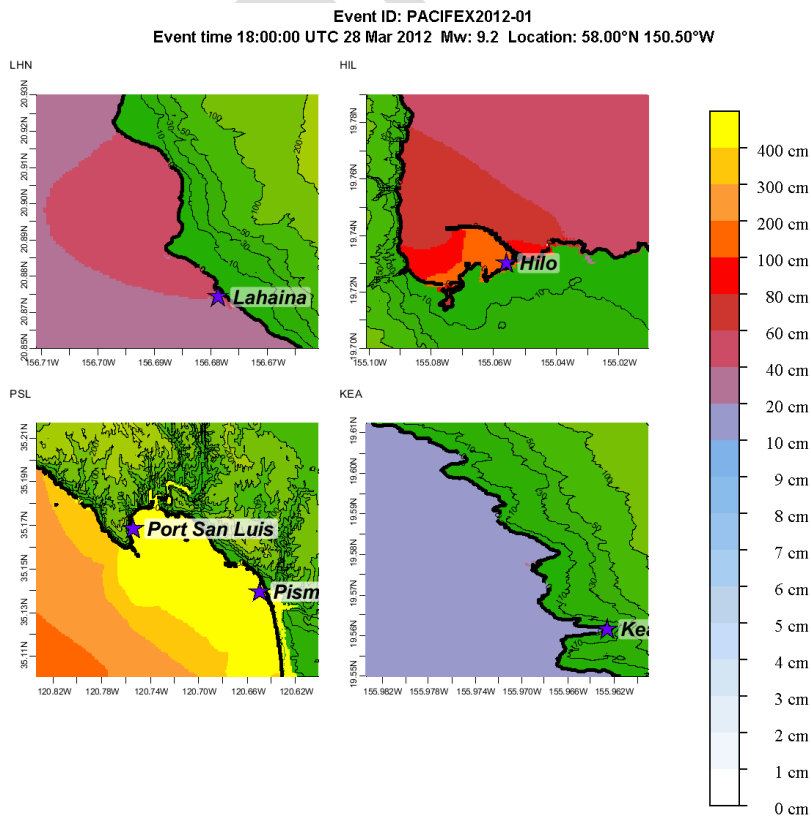 Event ID: PACIFEX2012-01
Event time 18:00:00 UTC 28 Mar 2012 Mw: 9.2 Location: 58.00°N 150.50°W
LHN
20.93N
20.92N
20.91N
20.90N
20.89N
20.88N
20.87N
20.85N
Lahaina
156.71W 156.70W 156.69W 156.68W 156.67W
HIL
19.78N
19.76N
19.74N
19.72N
19.70N
Hilo
155.10W 155.08W 155.06W 155.04W 155.02W
PSL
35.21N
35.19N
35.17N
35.15N
35.13N
35.11N
Port San Luis
Pism
120.82W 120.78W 120.74W 120.70W 120.66W 120.62W
KEA
19.61N
19.60N
19.59N
19.58N
19.57N
19.56N
19.55N
Kea
155.982W 155.978W 155.974W 155.970W 155.966W 155.962W
400 cm
300 cm
200 cm
100 cm
80 cm
60 cm
40 cm
20 cm
10 cm
9 cm
8 cm
7 cm
6 cm
5 cm
4 cm
3 cm
2 cm
1 cm
0 cm